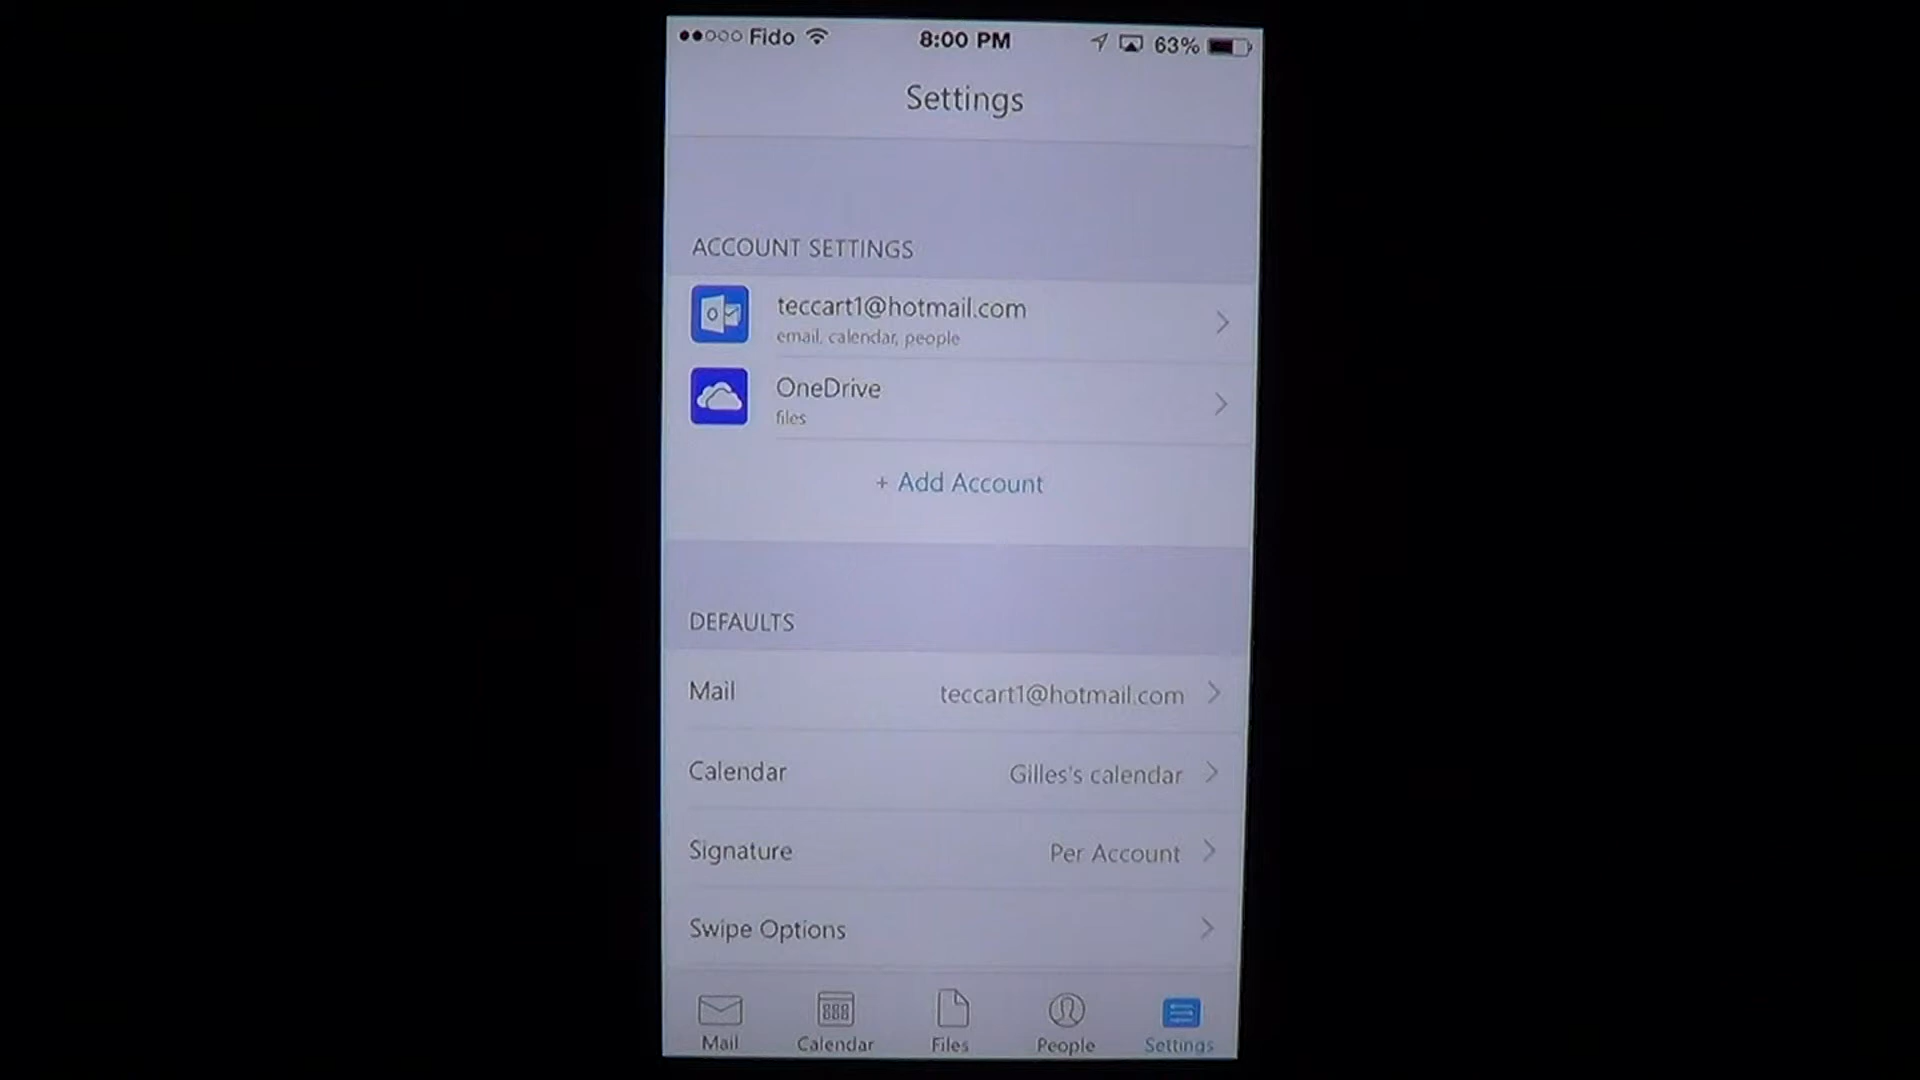 Fido 8:00 PM 63%
Settings
ACCOUNT SETTINGS
teccart1@hotmail.com
email, calendar, people
OneDrive
files
+ Add Account
DEFAULTS
Mail teccart1@hotmail.com
Calendar Gilles's calendar
Signature Per Account
Swipe Options
Mail Calendar Files People Settings